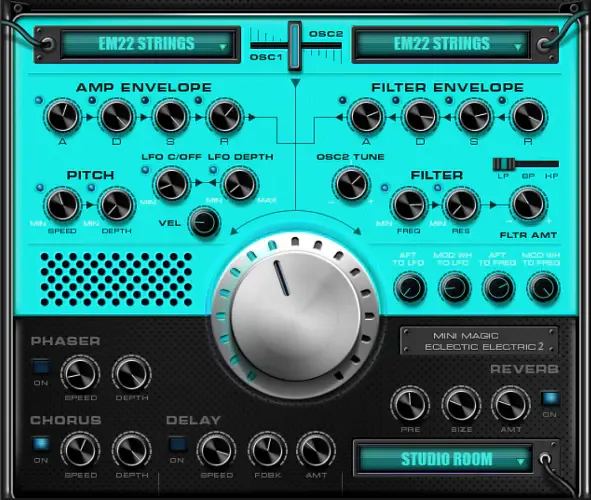 EM22 STRINGS
OSC2
OSC1
EM22 STRINGS
AMP ENVELOPE
FILTER ENVELOPE
A D S R
A D S R
LFO C/OFF LFO DEPTH
OSC2 TUNE
LP BP HP
PITCH
FILTER
MIN MIN
MIN MAX
- +
MIN MIN
- +
SPEED DEPTH
VEL
FREQ RES
FLTR AMT
AFT TO LFO
MOD WH TO LFO
AFT TO FREQ
MOD WH TO FREQ
MINI MAGIC
ECLECTIC ELECTRIC 2
PHASER
ON
SPEED DEPTH
REVERB
ON
PRE SIZE AMT
CHORUS
ON
SPEED DEPTH
DELAY
ON
SPEED FDBK AMT
STUDIO ROOM